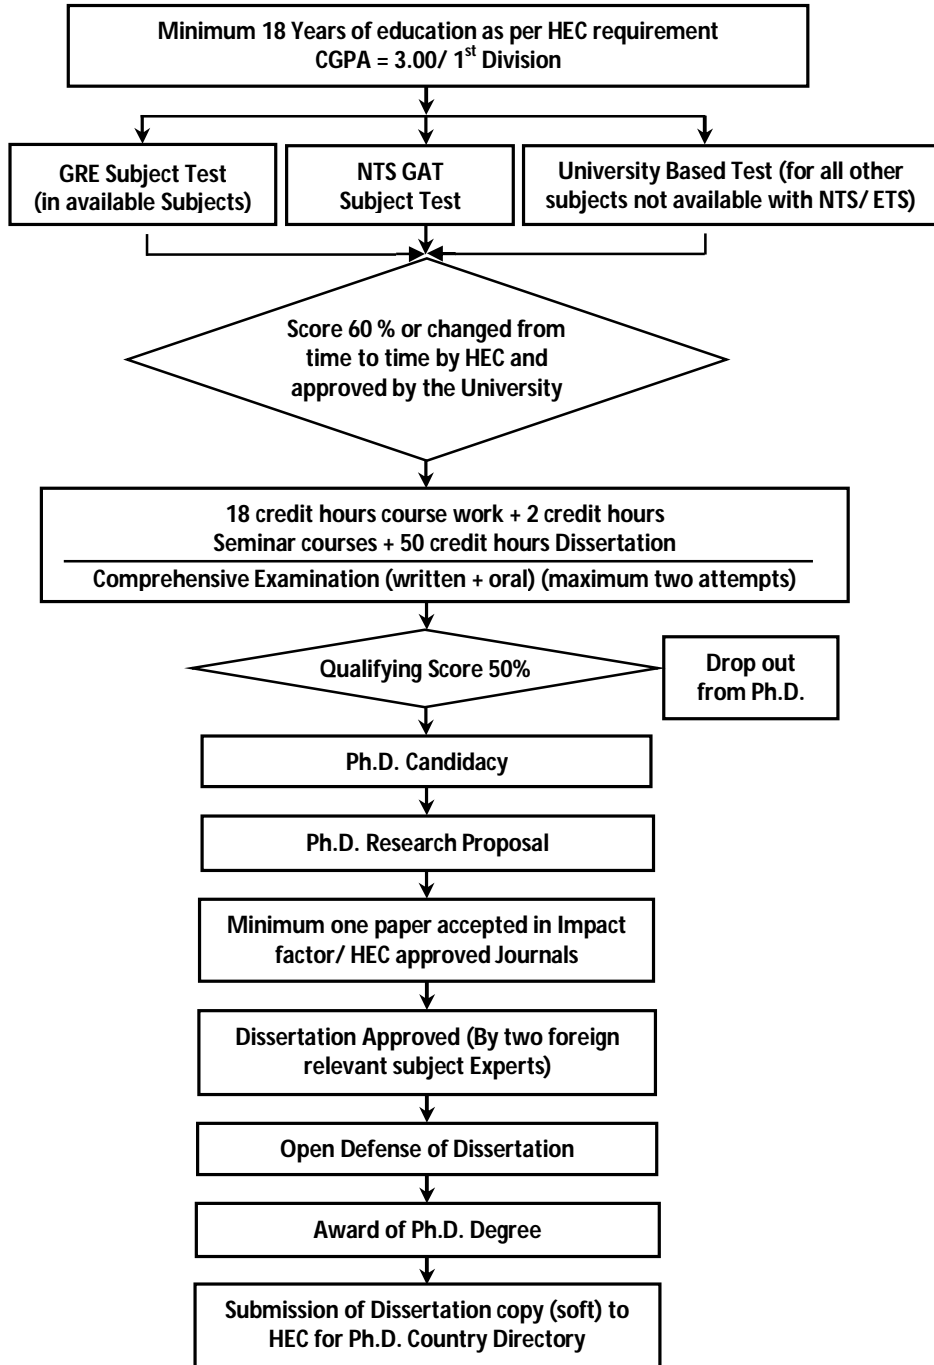 Minimum 18 Years of education as per HEC requirement
CGPA = 3.00/ 1st Division
GRE Subject Test
(in available Subjects)
NTS GAT
Subject Test
University Based Test (for all other
subjects not available with NTS/ ETS)
Score 60 % or changed from
time to time by HEC and
approved by the University
18 credit hours course work + 2 credit hours
Seminar courses + 50 credit hours Dissertation
Comprehensive Examination (written + oral) (maximum two attempts)
Qualifying Score 50%
Drop out
from Ph.D.
Ph.D. Candidacy
Ph.D. Research Proposal
Minimum one paper accepted in Impact
factor/ HEC approved Journals
Dissertation Approved (By two foreign
relevant subject Experts)
Open Defense of Dissertation
Award of Ph.D. Degree
Submission of Dissertation copy (soft) to
HEC for Ph.D. Country Directory